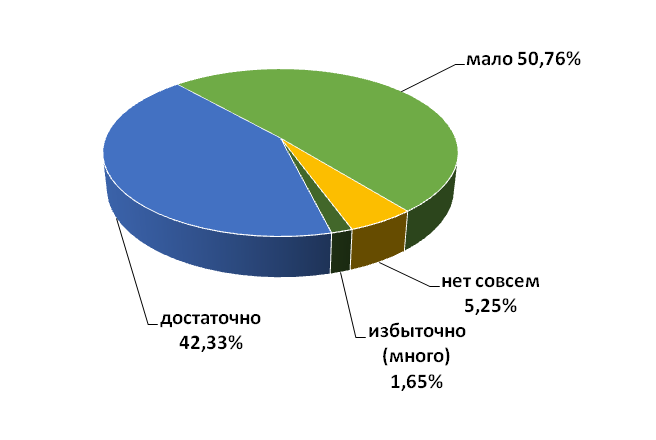 мало 50,76%
нет совсем
5,25%
достаточно
42,33%
избыточно
(много)
1,65%